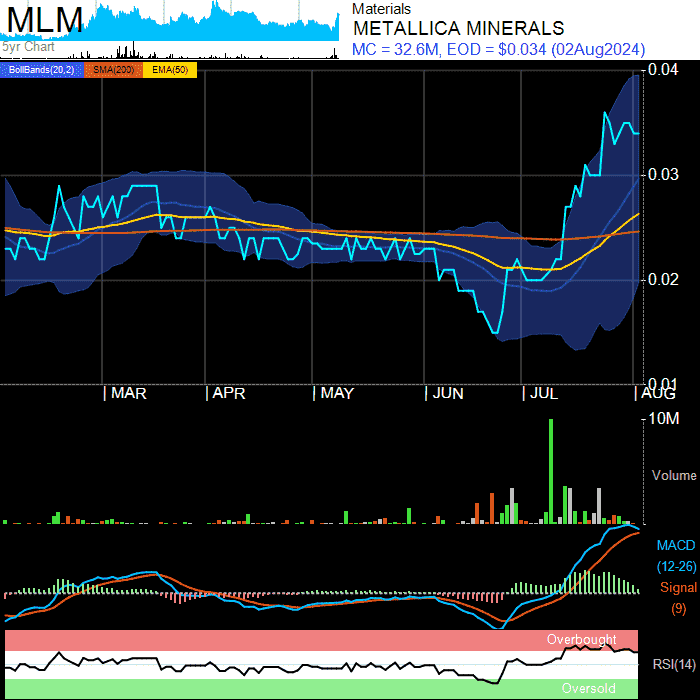 MLM
5yr Chart
Materials
METALLICA MINERALS
MC = 32.6M, EOD = $0.034 (02Aug2024)
BollBands(20,2) SMA(200) EMA(50)
0.04
0.03
0.02
0.01
MAR APR MAY JUN JUL AUG
10M
Volume
MACD
(12-26)
Signal
(9)
Overbought
RSI(14)
Oversold